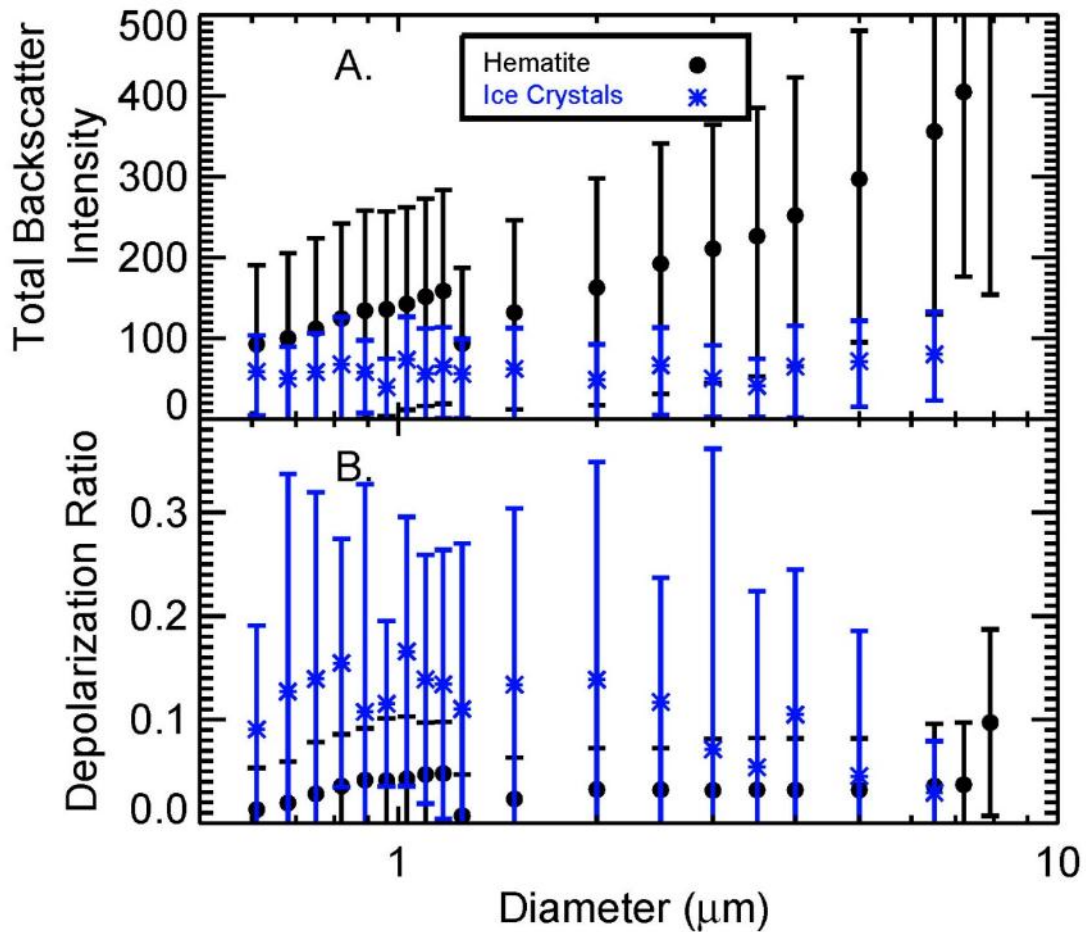 500
400
300
200
100
0
Total Backscatter
Intensity
A.
Hematite
Ice Crystals
B.
0.3
0.2
0.1
0.0
Depolarization Ratio
1
10
Diameter (μm)